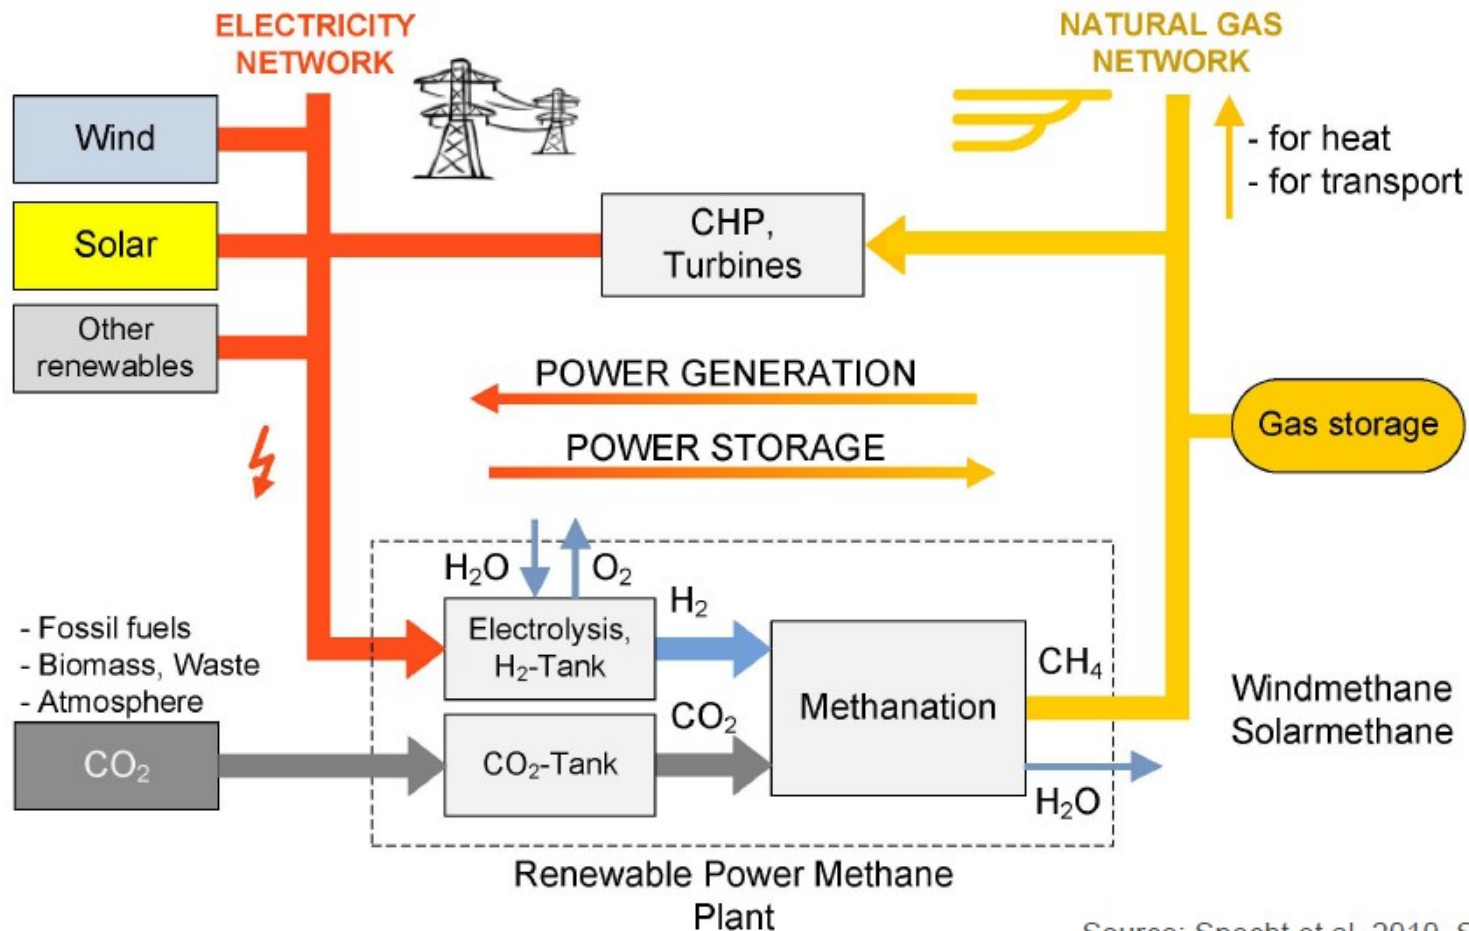 ELECTRICITY
NETWORK
NATURAL GAS
NETWORK
Wind
Solar
Other
renewables
CHP,
Turbines
- for heat
- for transport
POWER GENERATION
POWER STORAGE
Gas storage
H₂O
O₂
- Fossil fuels
- Biomass, Waste
- Atmosphere
CO₂
Electrolysis,
H₂-Tank
H₂
CO₂-Tank
CO₂
Methanation
CH₄
H₂O
Windmethane
Solarmethane
Renewable Power Methane
Plant